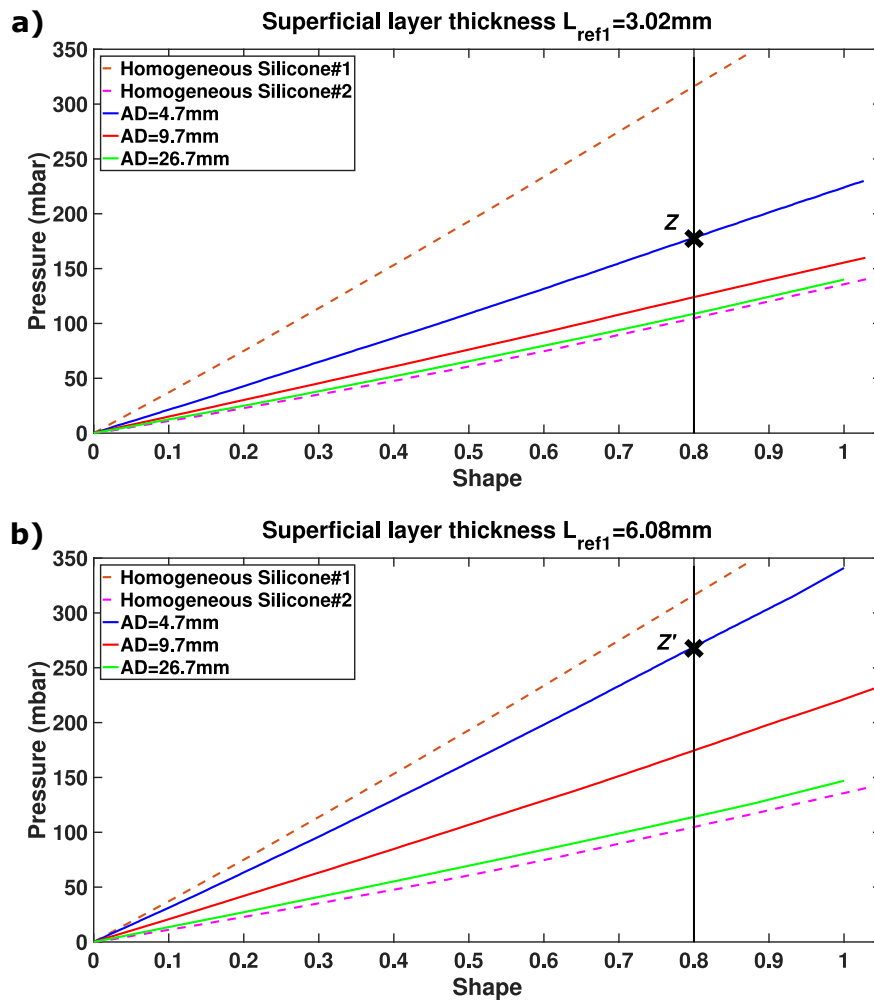 a)
Superficial layer thickness L_ref1=3.02mm
350
300
250
200
150
100
50
0
Pressure (mbar)
Homogeneous Silicone#1
Homogeneous Silicone#2
AD=4.7mm
AD=9.7mm
AD=26.7mm
Z
0 0.1 0.2 0.3 0.4 0.5 0.6 0.7 0.8 0.9 1
Shape
b)
Superficial layer thickness L_ref1=6.08mm
350
300
250
200
150
100
50
0
Pressure (mbar)
Homogeneous Silicone#1
Homogeneous Silicone#2
AD=4.7mm
AD=9.7mm
AD=26.7mm
Z'
0 0.1 0.2 0.3 0.4 0.5 0.6 0.7 0.8 0.9 1
Shape